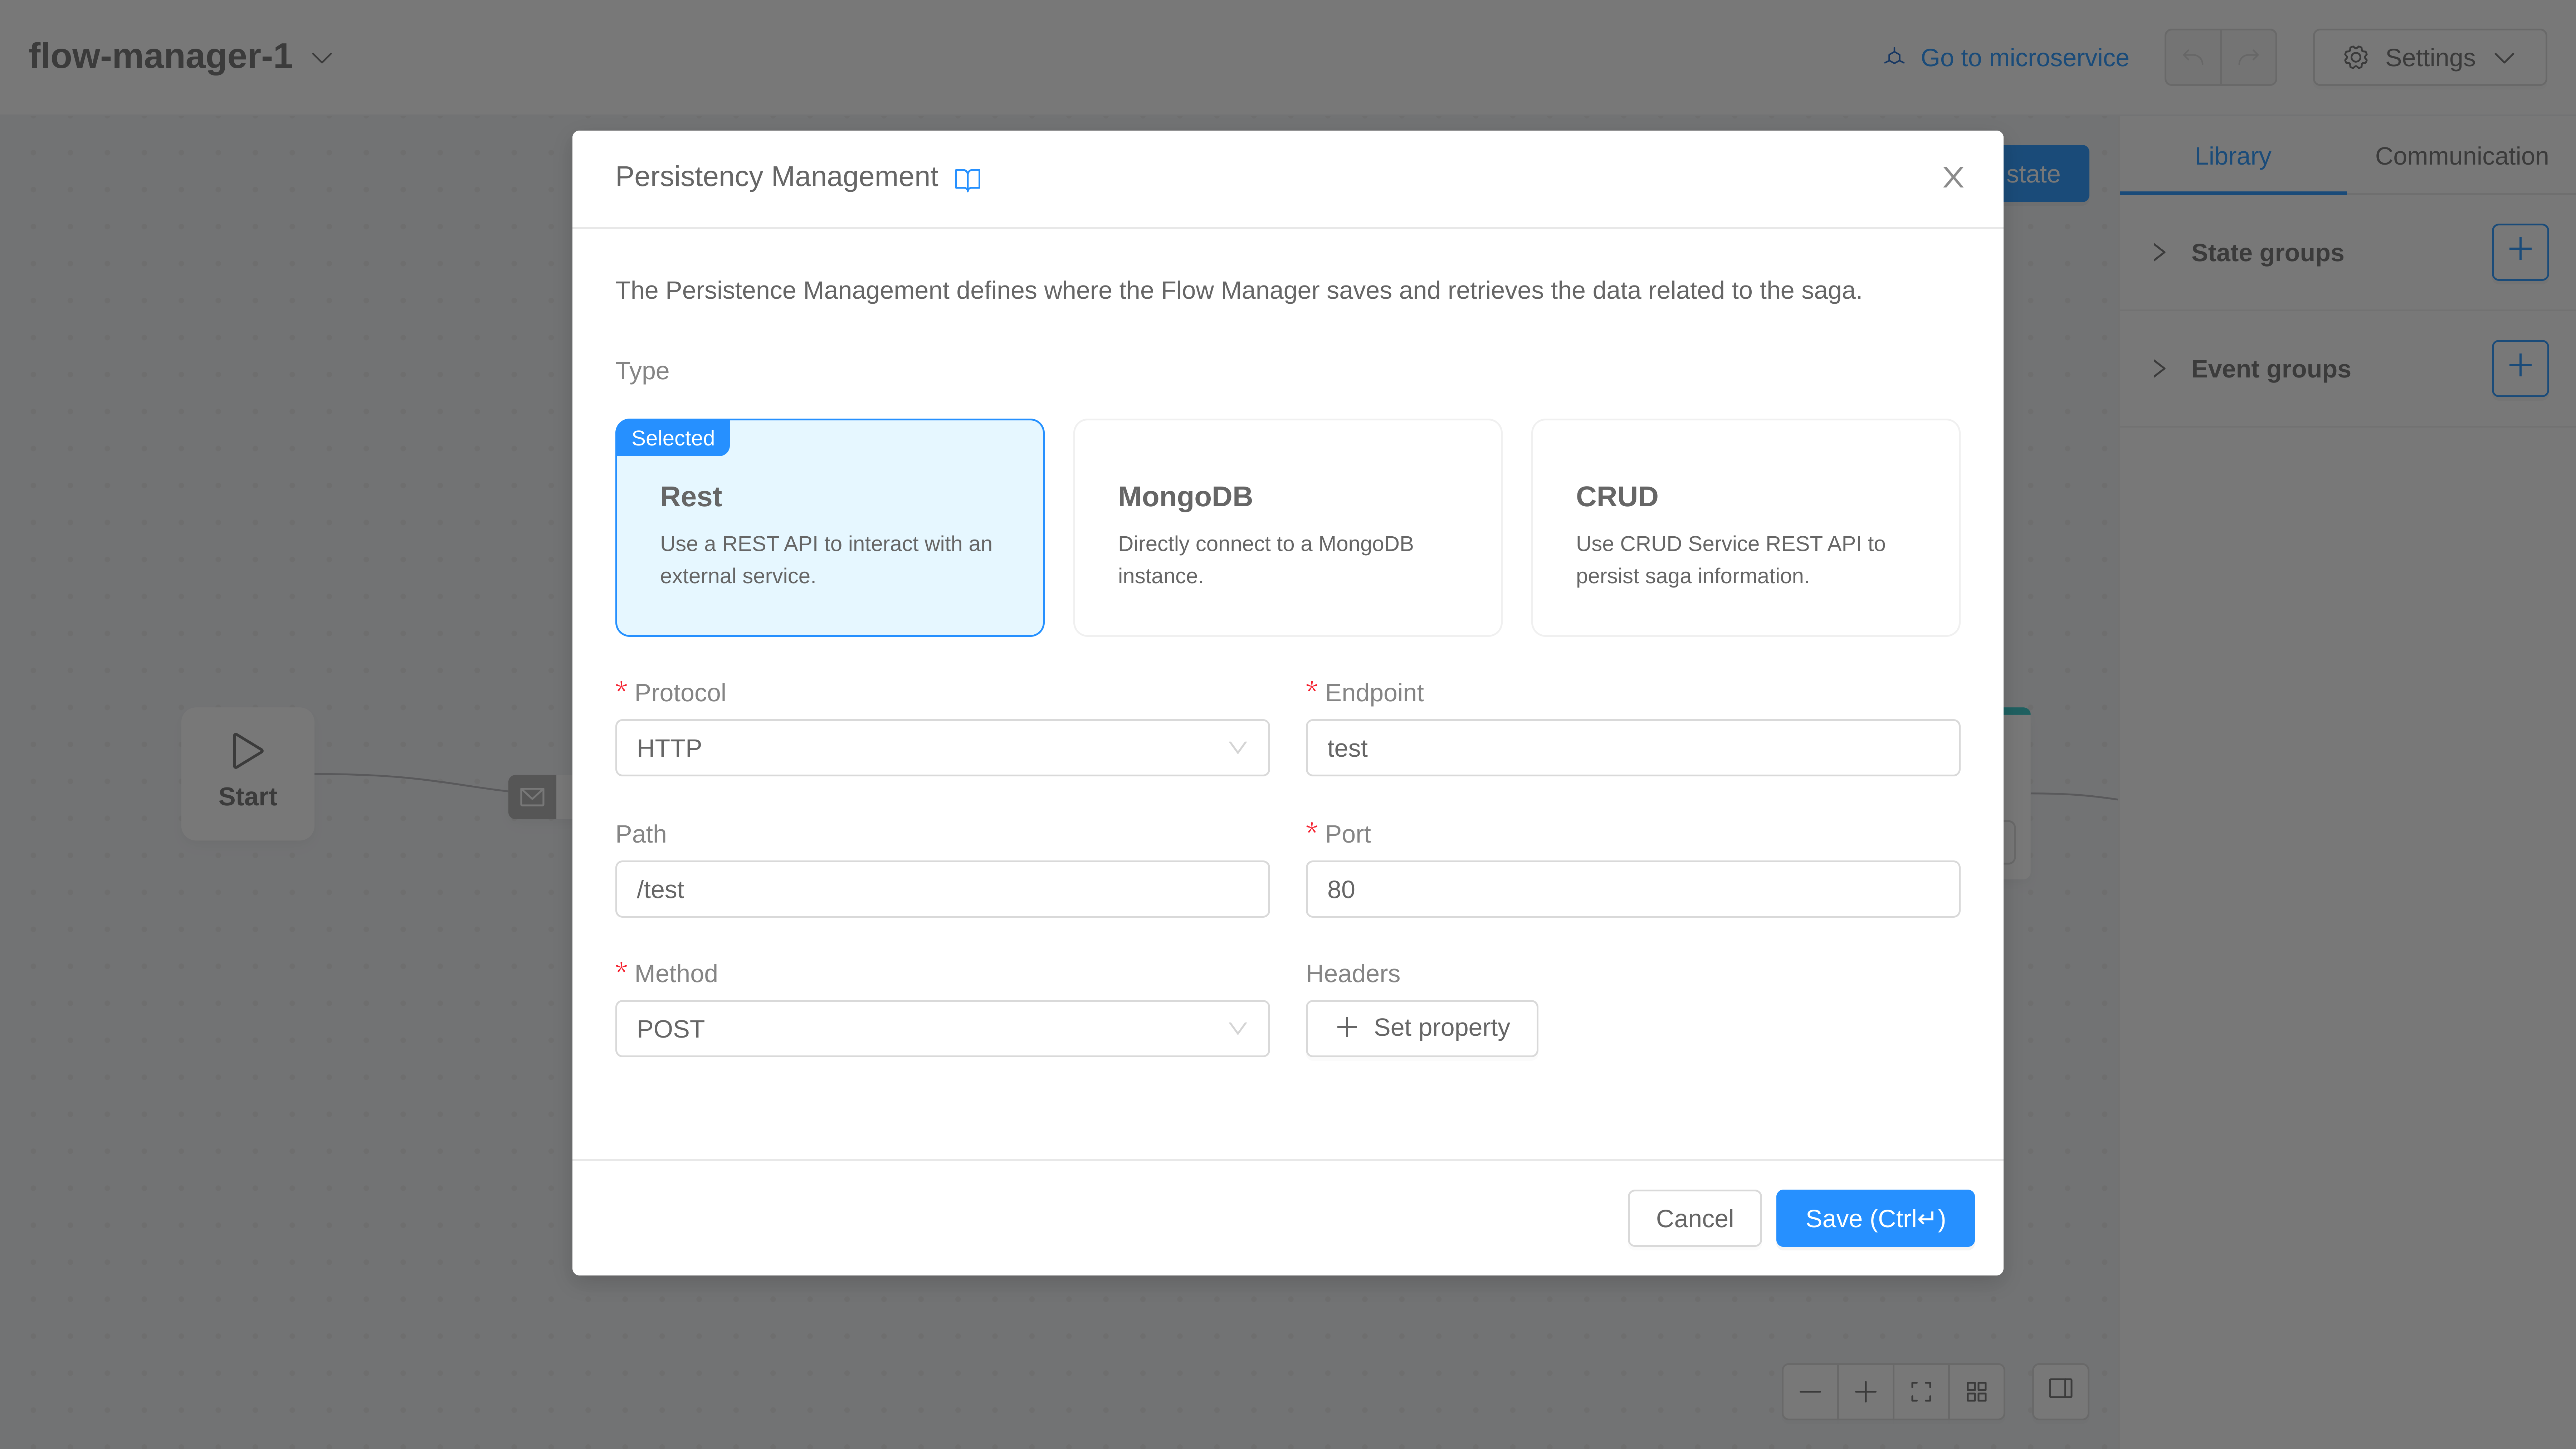 flow-manager-1
Go to microservice
Settings
Persistency Management
state
Library
Communication
The Persistence Management defines where the Flow Manager saves and retrieves the data related to the saga.
State groups
Event groups
Type
Selected
Rest
Use a REST API to interact with an
external service.
MongoDB
Directly connect to a MongoDB
instance.
CRUD
Use CRUD Service REST API to
persist saga information.
* Protocol
HTTP
* Endpoint
test
Start
Path
/test
* Port
80
* Method
POST
Headers
Set property
Cancel
Save (Ctrl↵)